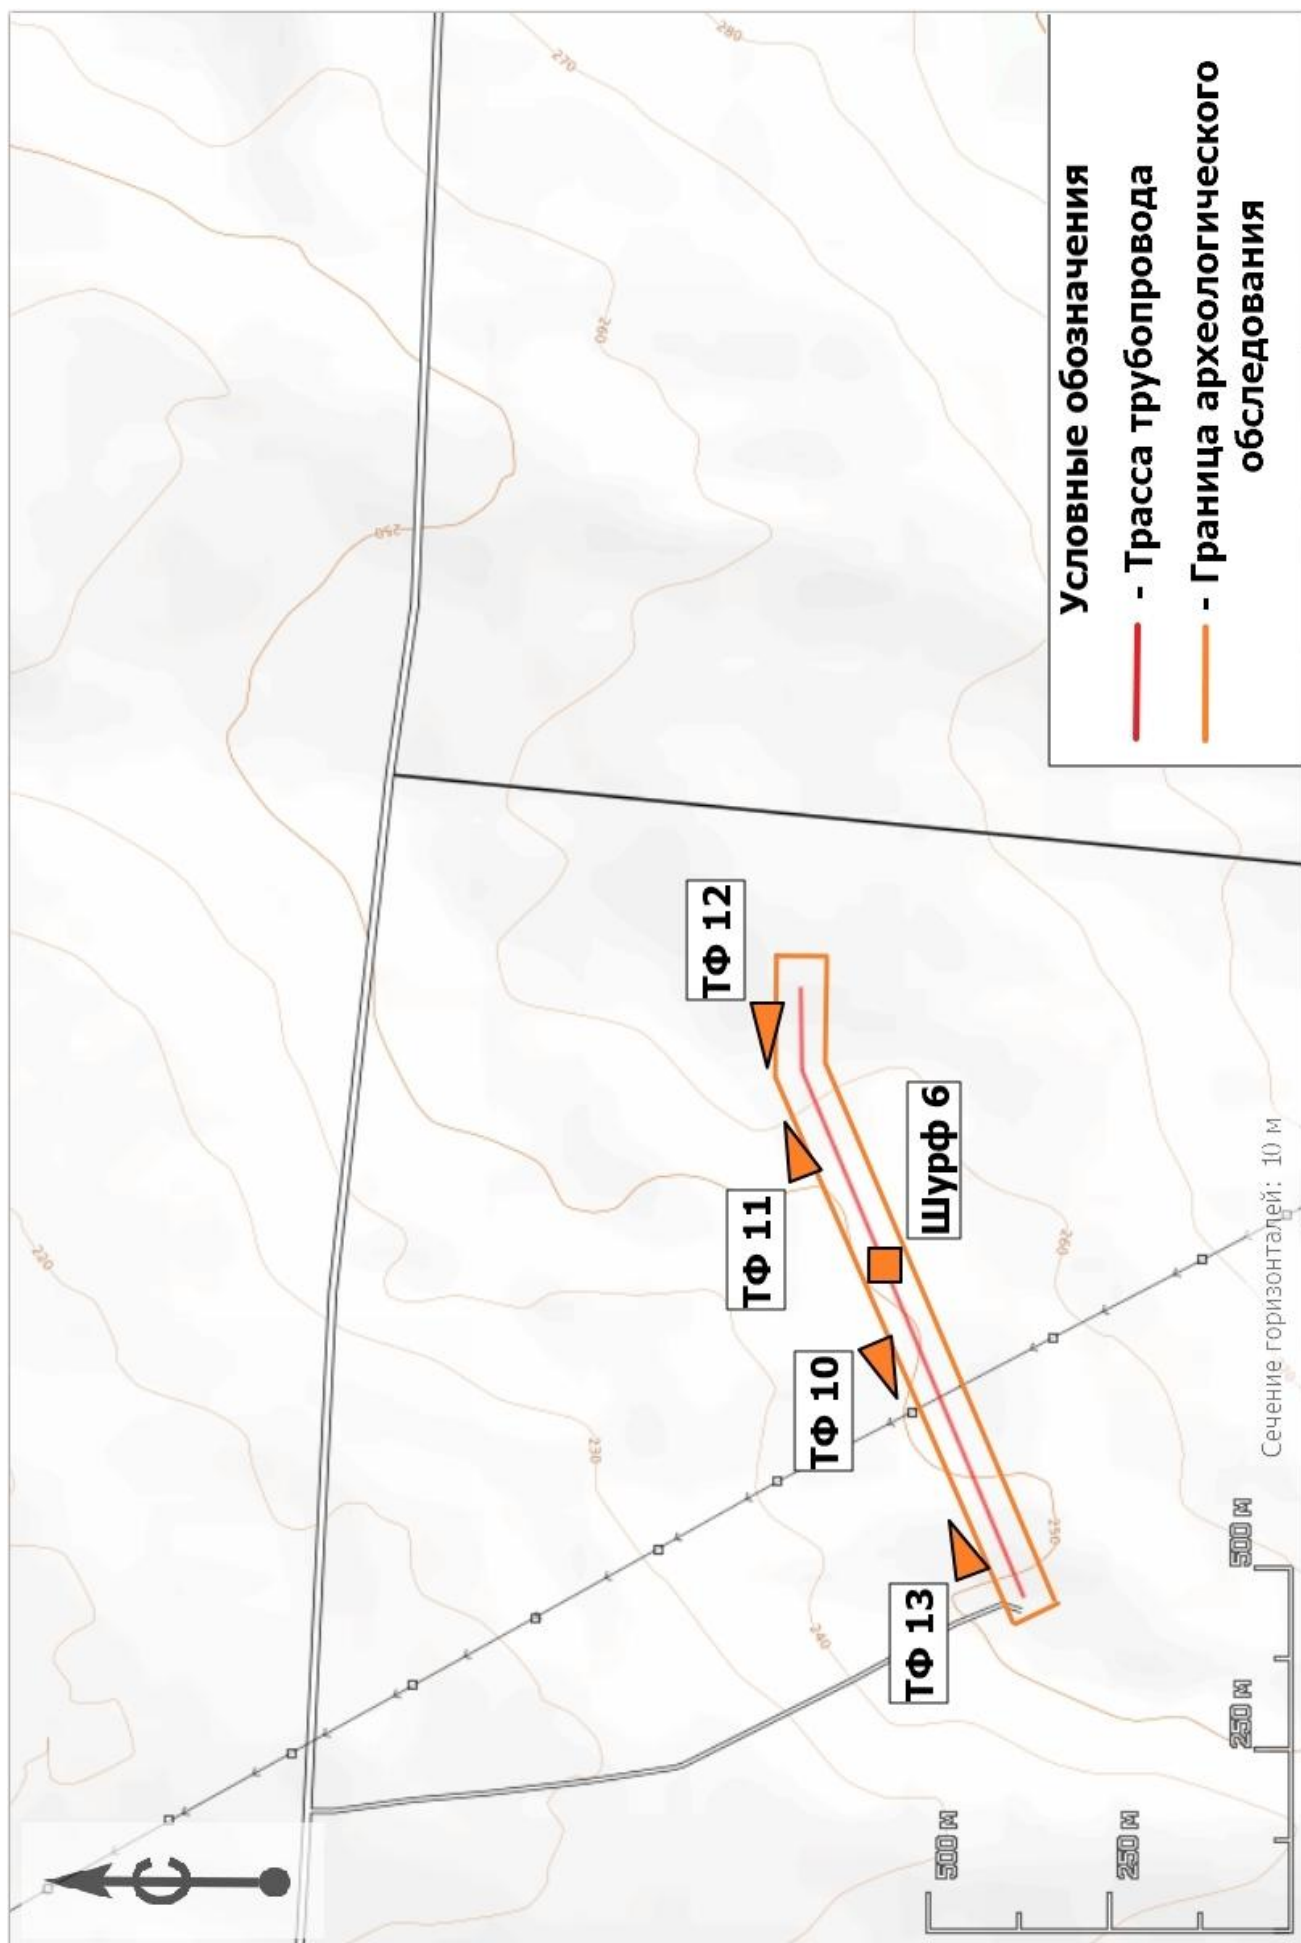 280
270
260
250
220
230
240
250
260
ТФ 12
ТФ 11
ТФ 10
ТФ 13
Шурф 6
С
Условные обозначения
- Трасса трубопровода
- Граница археологического
обследования
Сечение горизонталей: 10 м
500 м
250 м
500 м
250 м